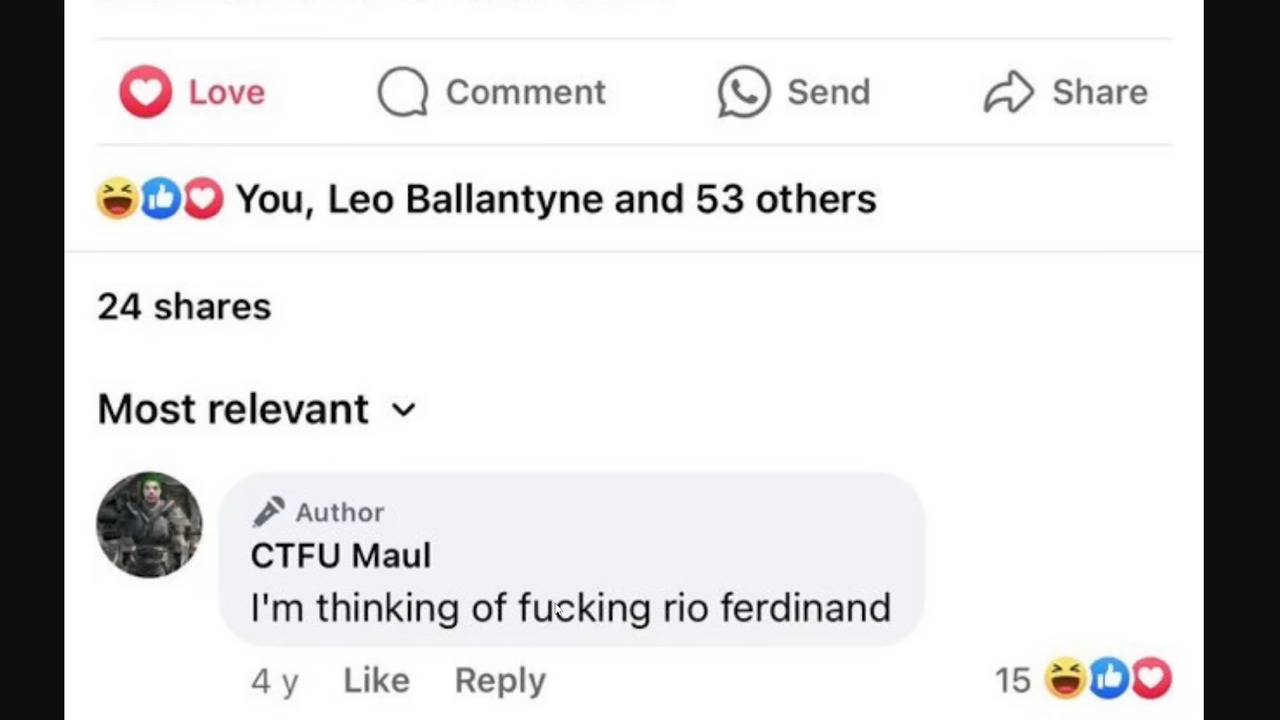 Love Comment Send Share
You, Leo Ballantyne and 53 others
24 shares
Most relevant
Author
CTFU Maul
I'm thinking of fucking rio ferdinand
4 y Like Reply 15